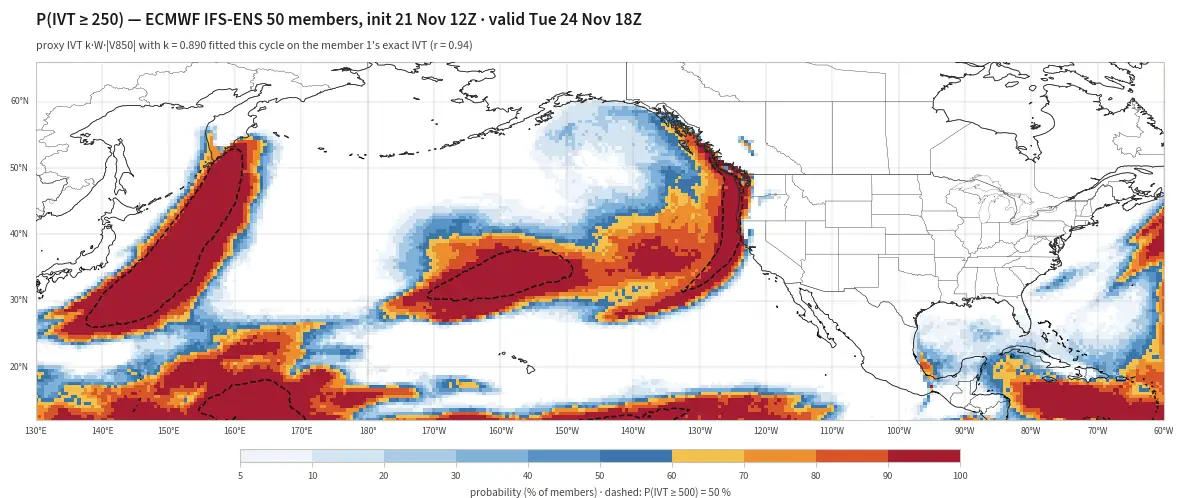 P(IVT ≥ 250) — ECMWF IFS-ENS 50 members, init 21 Nov 12Z · valid Tue 24 Nov 18Z
proxy IVT k·W·|V850| with k = 0.890 fitted this cycle on the member 1's exact IVT (r = 0.94)
60°N
50°N
40°N
30°N
20°N
130°E 140°E 150°E 160°E 170°E 180° 170°W 160°W 150°W 140°W 130°W 120°W 110°W 100°W 90°W 80°W 70°W 60°W
5 10 20 30 40 50 60 70 80 90 100
probability (% of members) · dashed: P(IVT ≥ 500) = 50 %